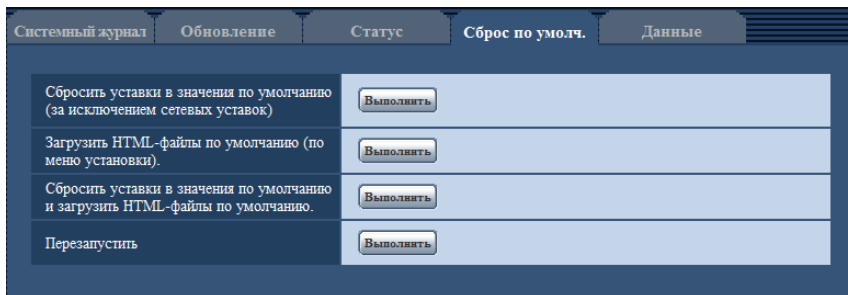 Системный журнал Обновление Статус Сброс по умолч. Данные
Сбросить уставки в значения по умолчанию
(за исключением сетевых уставок)
Выполнить
Загрузить HTML-файлы по умолчанию (по
меню установки).
Выполнить
Сбросить уставки в значения по умолчанию
и загрузить HTML-файлы по умолчанию.
Выполнить
Перезапустить
Выполнить